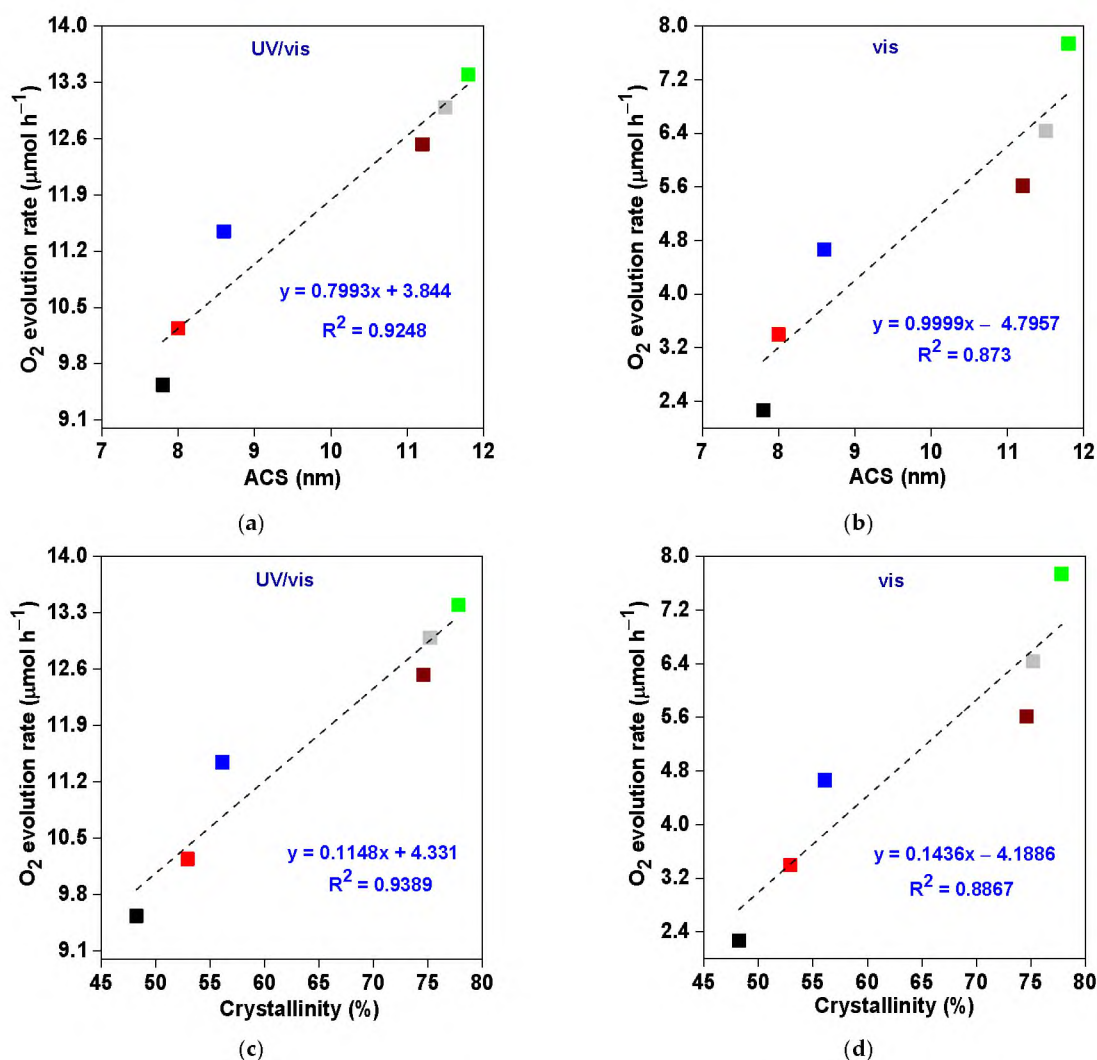 UV/vis
O₂ evolution rate (μmol h⁻¹)
14.0
13.3
12.6
11.9
11.2
10.5
9.8
9.1
y = 0.7993x + 3.844
R² = 0.9248
7 8 9 10 11 12
ACS (nm)
(a)
vis
O₂ evolution rate (μmol h⁻¹)
8.0
7.2
6.4
5.6
4.8
4.0
3.2
2.4
y = 0.9999x – 4.7957
R² = 0.873
7 8 9 10 11 12
ACS (nm)
(b)
UV/vis
O₂ evolution rate (μmol h⁻¹)
14.0
13.3
12.6
11.9
11.2
10.5
9.8
9.1
y = 0.1148x + 4.331
R² = 0.9389
45 50 55 60 65 70 75 80
Crystallinity (%)
(c)
vis
O₂ evolution rate (μmol h⁻¹)
8.0
7.2
6.4
5.6
4.8
4.0
3.2
2.4
y = 0.1436x – 4.1886
R² = 0.8867
45 50 55 60 65 70 75 80
Crystallinity (%)
(d)